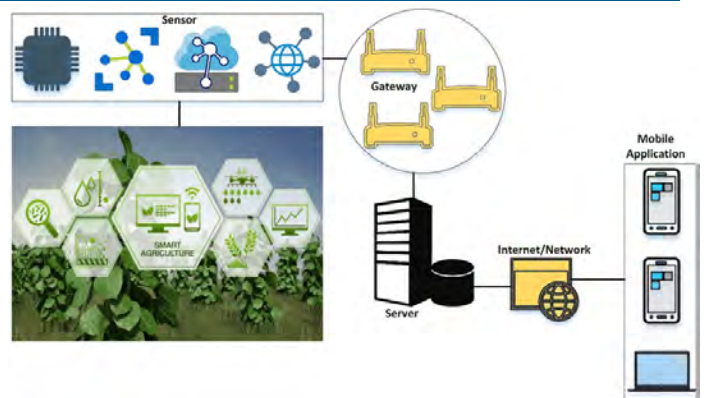 Sensor
Gateway
Mobile
Application
SMART
AGRICULTURE
Internet/Network
Server